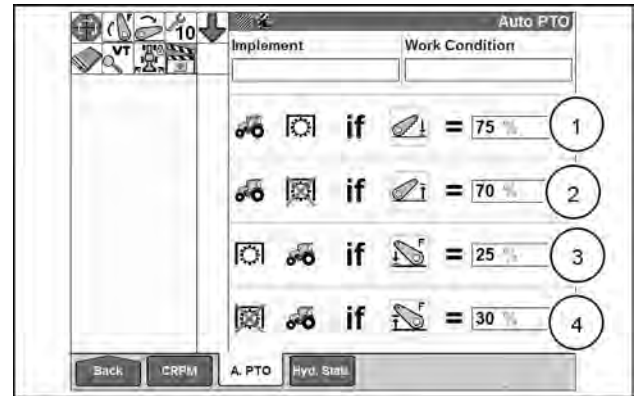 10
VT
Auto PTO
Implement
Work Condition
if = 75 % 1
if = 70 % 2
F
if = 25 % 3
F
if = 30 % 4
Back
CRPM
A. PTO
Hyd. Stats